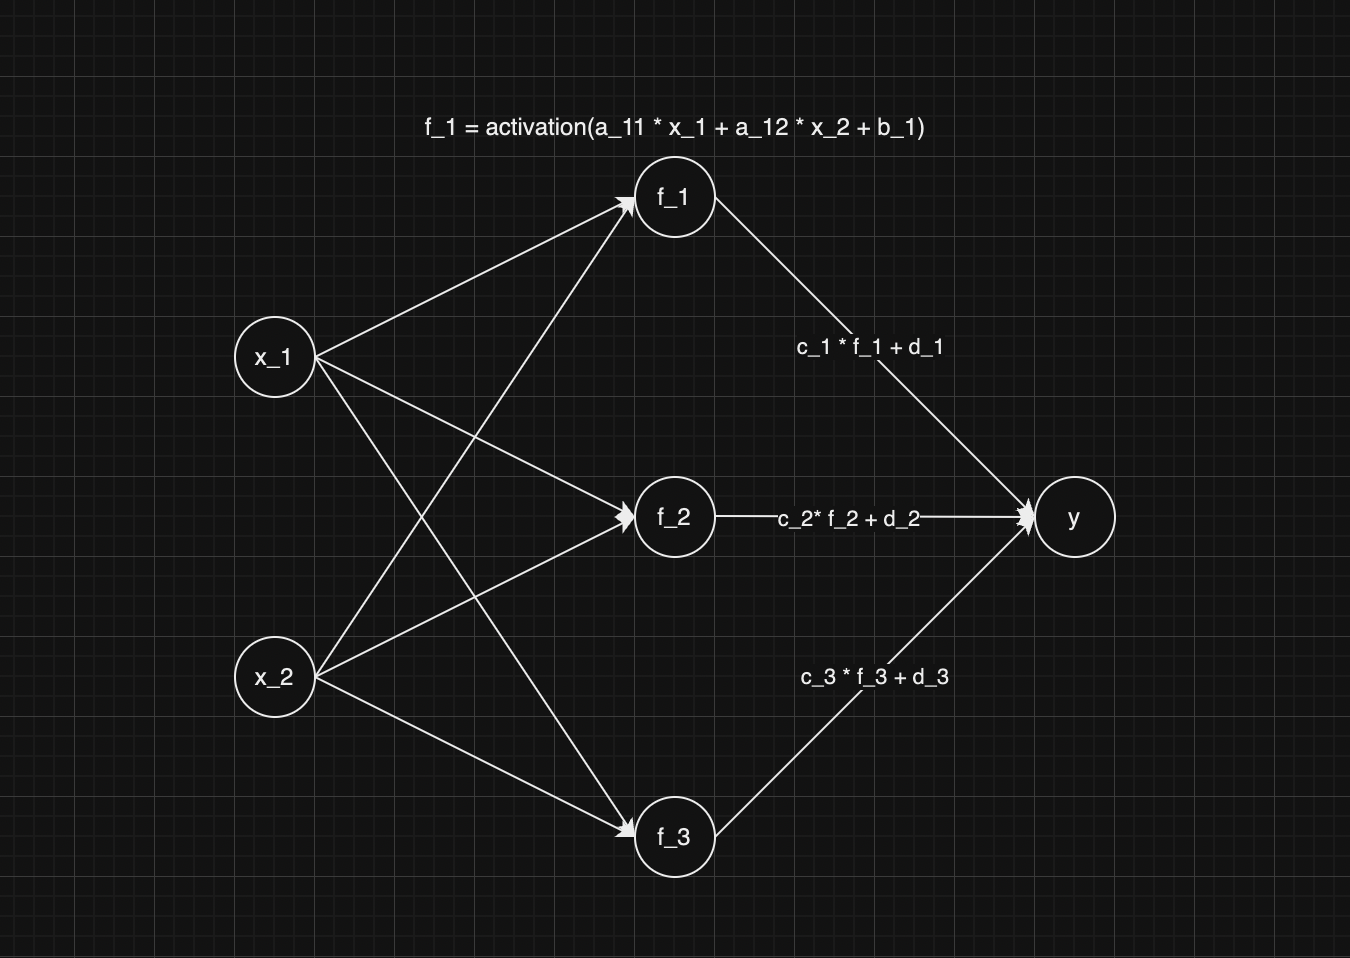 f_1 = activation(a_11 * x_1 + a_12 * x_2 + b_1)
f_1
c_1 * f_1 + d_1
x_1
f_2
c_2* f_2 + d_2
y
x_2
c_3 * f_3 + d_3
f_3